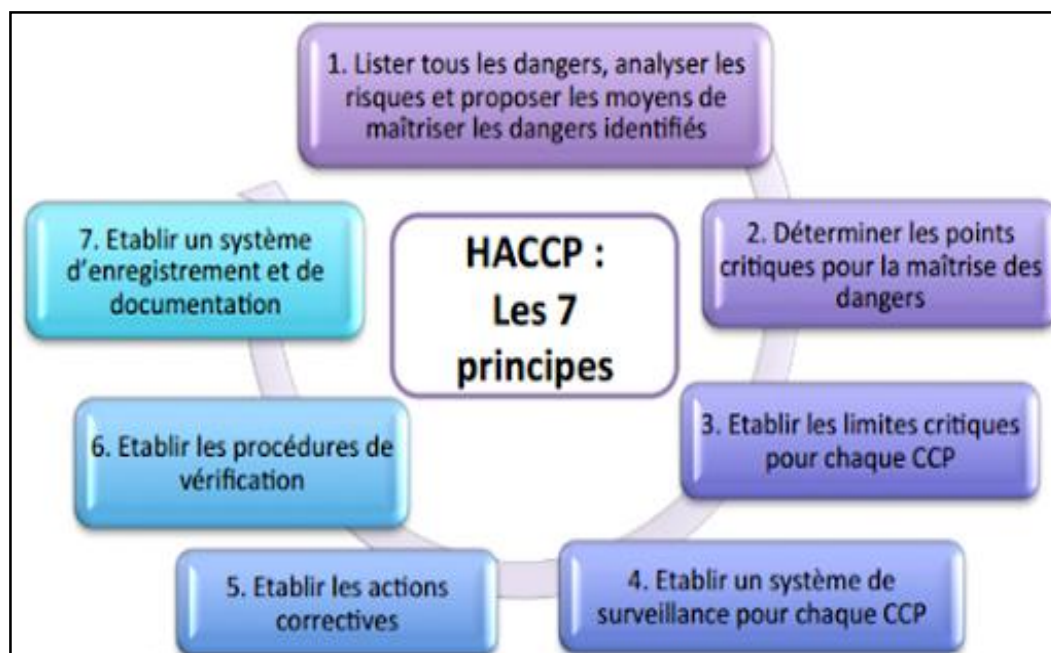 1. Lister tous les dangers, analyser les
risques et proposer les moyens de
maîtriser les dangers identifiés
HACCP :
Les 7
principes
2. Déterminer les points
critiques pour la maîtrise des
dangers
3. Etablir les limites critiques
pour chaque CCP
4. Etablir un système de
surveillance pour chaque CCP
5. Etablir les actions
correctives
6. Etablir les procédures de
vérification
7. Etablir un système
d'enregistrement et de
documentation